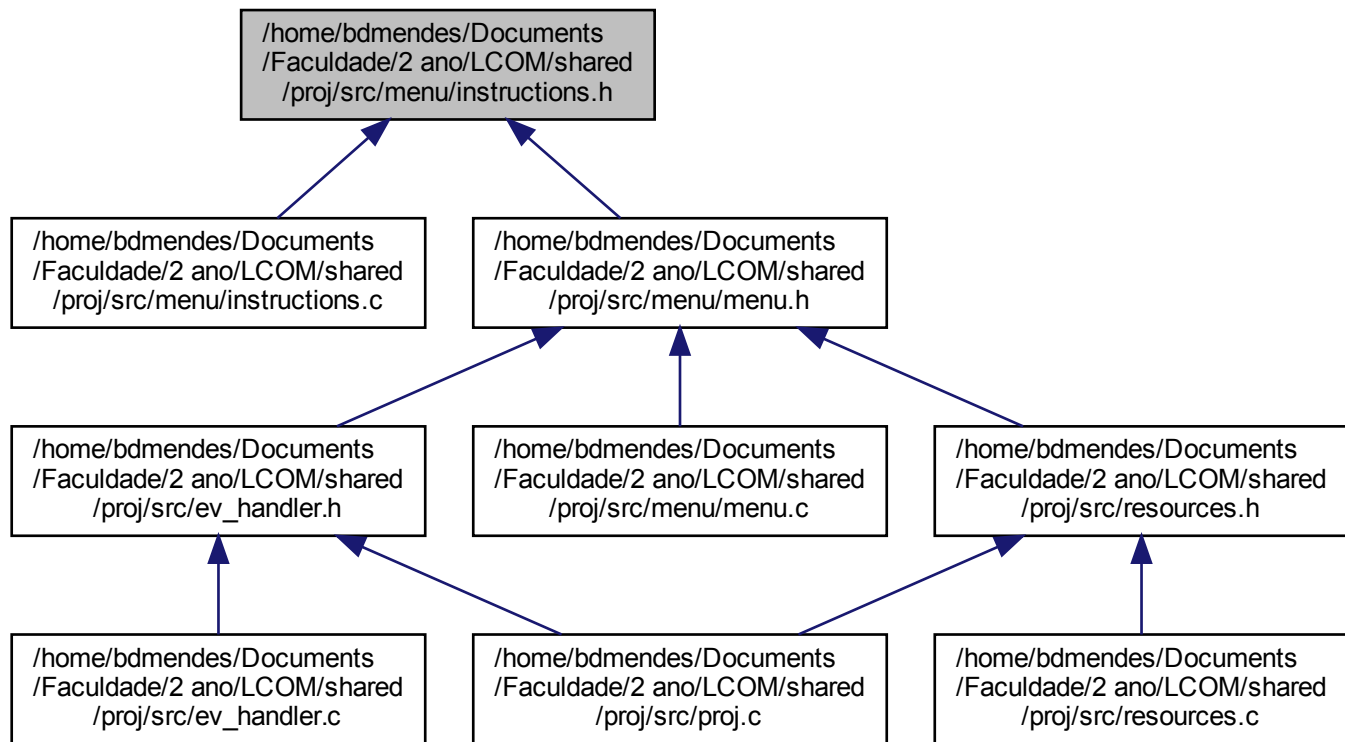 /home/bdmendes/Documents
/Faculdade/2 ano/LCOM/shared
/proj/src/menu/instructions.h
/home/bdmendes/Documents
/Faculdade/2 ano/LCOM/shared
/proj/src/menu/instructions.c
/home/bdmendes/Documents
/Faculdade/2 ano/LCOM/shared
/proj/src/menu/menu.h
/home/bdmendes/Documents
/Faculdade/2 ano/LCOM/shared
/proj/src/ev_handler.h
/home/bdmendes/Documents
/Faculdade/2 ano/LCOM/shared
/proj/src/menu/menu.c
/home/bdmendes/Documents
/Faculdade/2 ano/LCOM/shared
/proj/src/resources.h
/home/bdmendes/Documents
/Faculdade/2 ano/LCOM/shared
/proj/src/ev_handler.c
/home/bdmendes/Documents
/Faculdade/2 ano/LCOM/shared
/proj/src/proj.c
/home/bdmendes/Documents
/Faculdade/2 ano/LCOM/shared
/proj/src/resources.c